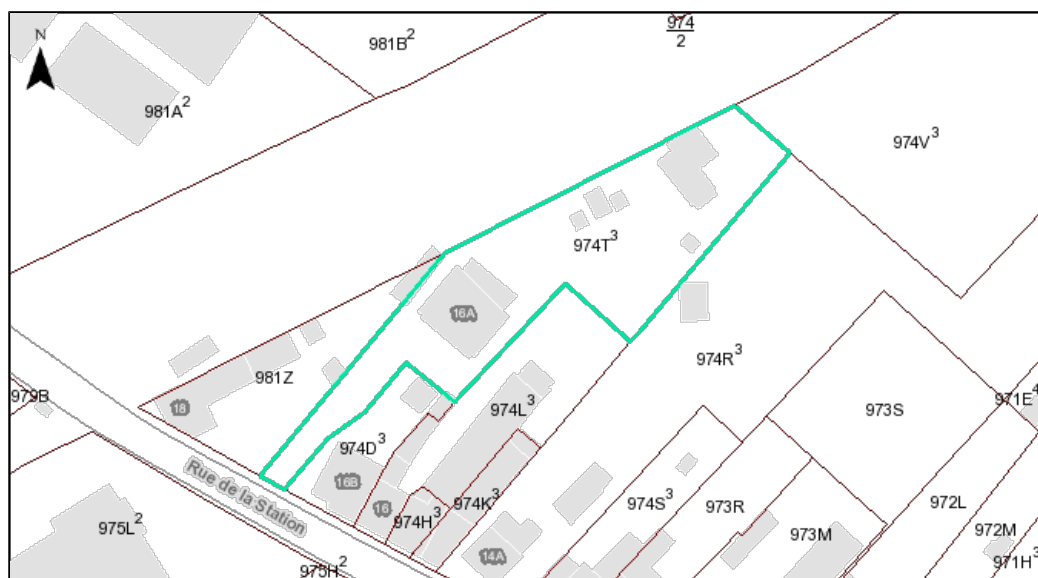 974
2
981B²
N
981A²
974V³
974T³
16A
974R³
981Z
979B
971E⁴
18
974L³
973S
974D³
Rue de la Station
16B
974K³
974S³
973R
972L
16
974H³
975L²
973M
972M
14A
971H³
975H²